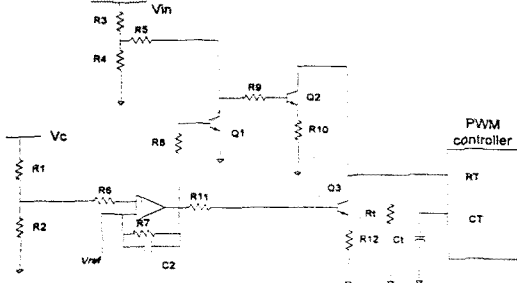 Vin
R3
R5
R4
R9
Q2
R10
Q1
R8
PWM
controller
Vc
R1
R6
R11
Q3
RT
R2
R7
Rt
CT
Vref
C2
R12
Ct